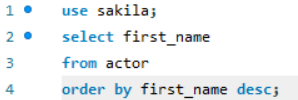 1 use sakila;
2 select first_name
3 from actor
4 order by first_name desc;